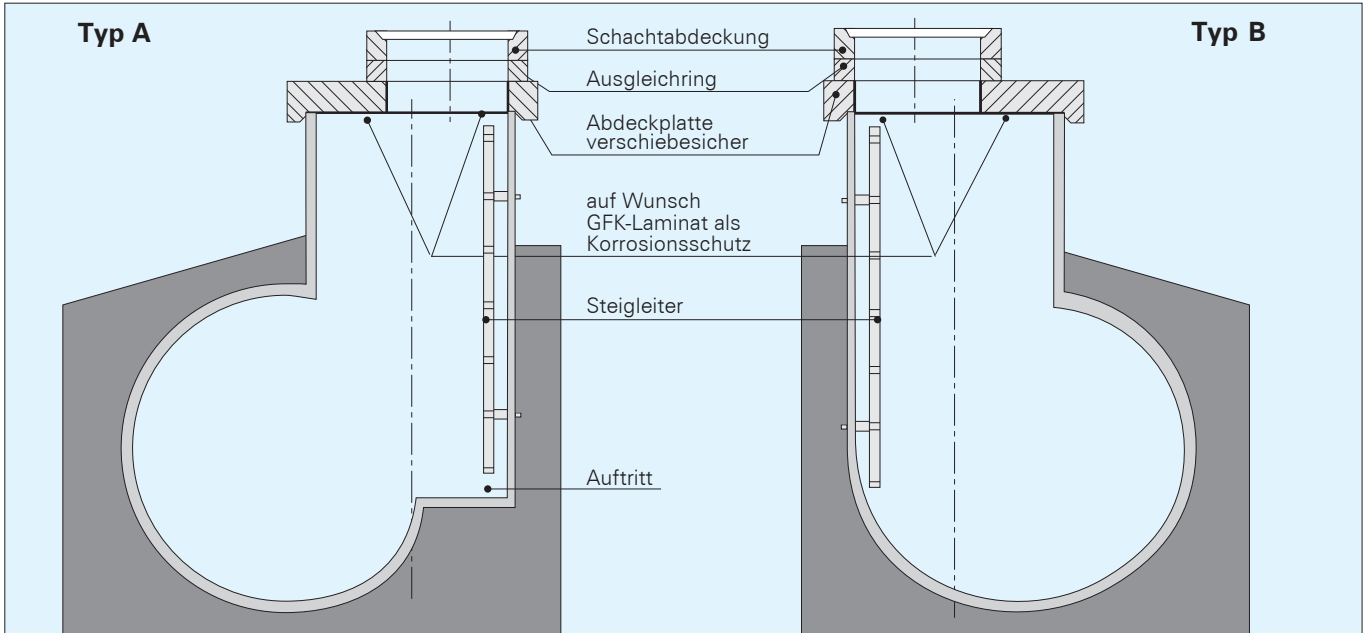 Typ A
Typ B
Schachtabdeckung
Ausgleichring
Abdeckplatte
verschiebesicher
auf Wunsch
GFK-Laminat als
Korrosionsschutz
Steigleiter
Auftritt